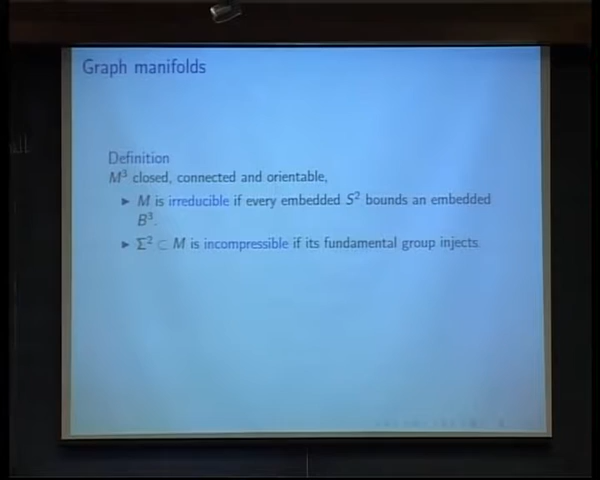 Graph manifolds
Definition
M³ closed, connected and orientable,
► M is irreducible if every embedded S² bounds an embedded
B³.
► Σ² ⊂ M is incompressible if its fundamental group injects.